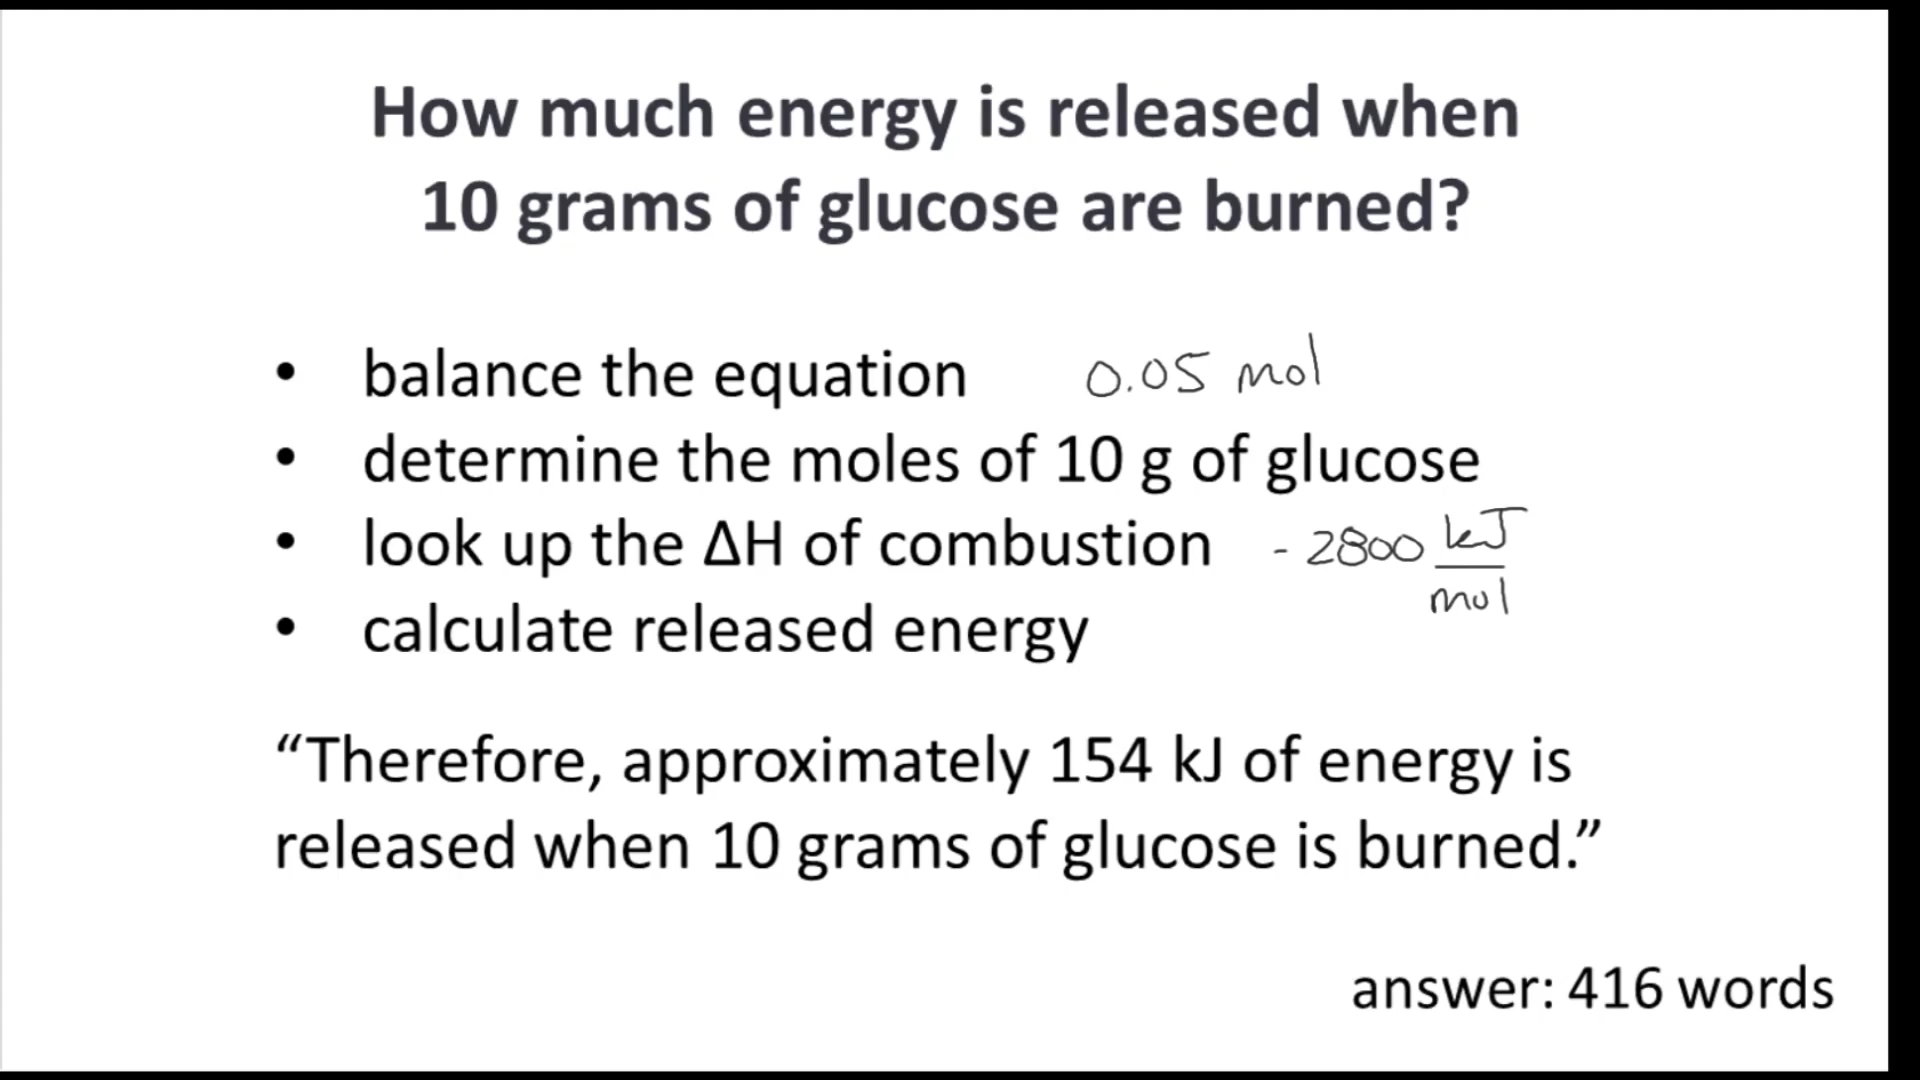 How much energy is released when
10 grams of glucose are burned?
• balance the equation 0.05 mol
• determine the moles of 10 g of glucose
• look up the ΔH of combustion - 2800 kJ/mol
• calculate released energy
“Therefore, approximately 154 kJ of energy is
released when 10 grams of glucose is burned.”
answer: 416 words